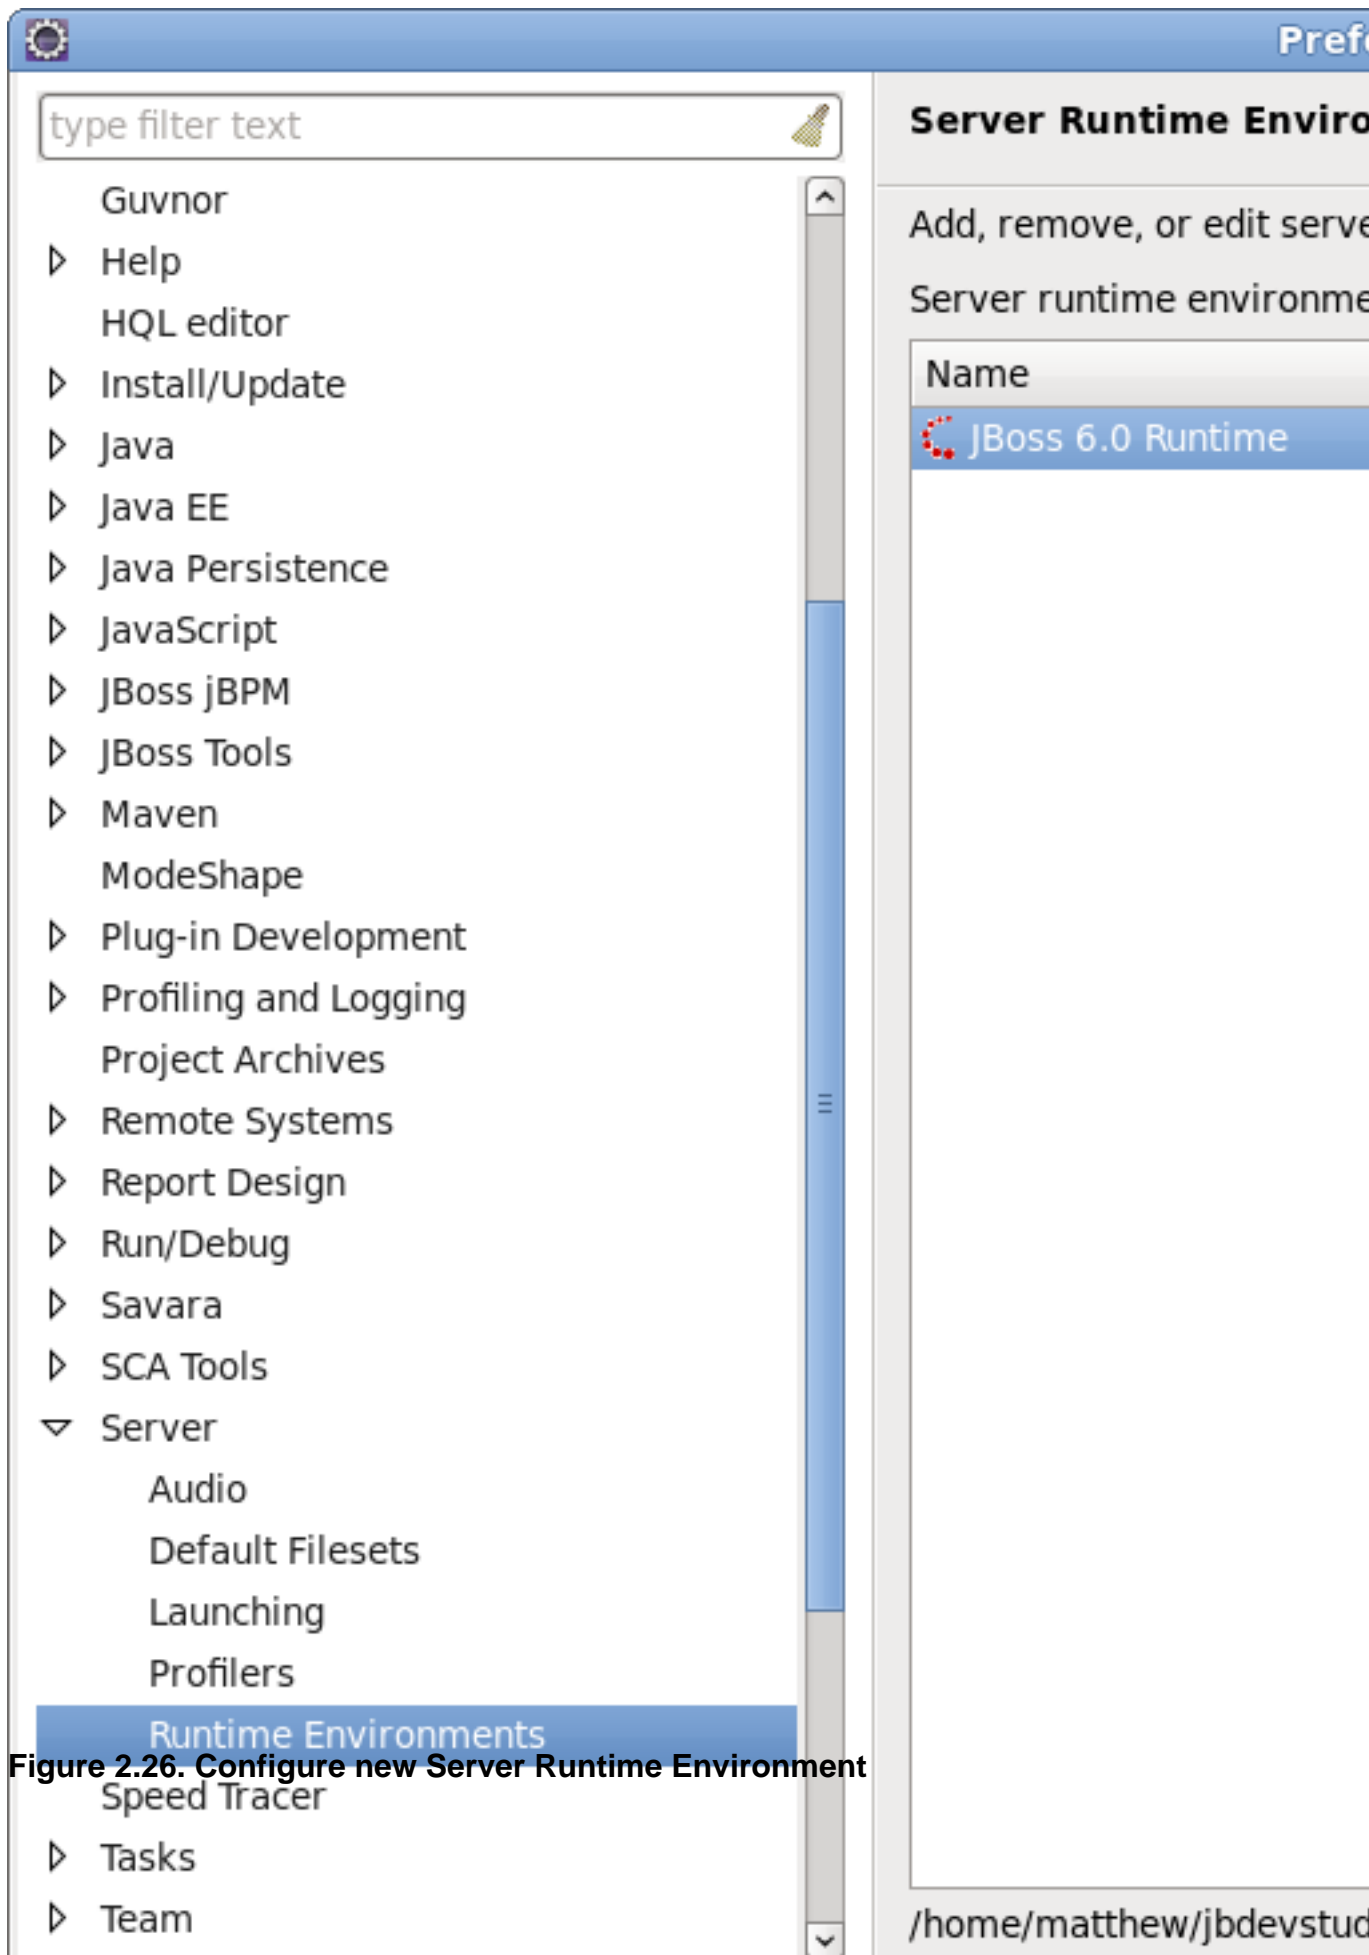 Prefe
type filter text
Guvnor
Help
HQL editor
Install/Update
Java
Java EE
Java Persistence
JavaScript
JBoss jBPM
JBoss Tools
Maven
ModeShape
Plug-in Development
Profiling and Logging
Project Archives
Remote Systems
Report Design
Run/Debug
Savara
SCA Tools
Server
Audio
Default Filesets
Launching
Profilers
Runtime Environments
Figure 2.26. Configure new Server Runtime Environment
Speed Tracer
Tasks
Team
Server Runtime Enviro
Add, remove, or edit serve
Server runtime environme
Name
JBoss 6.0 Runtime
/home/matthew/jbdevstud